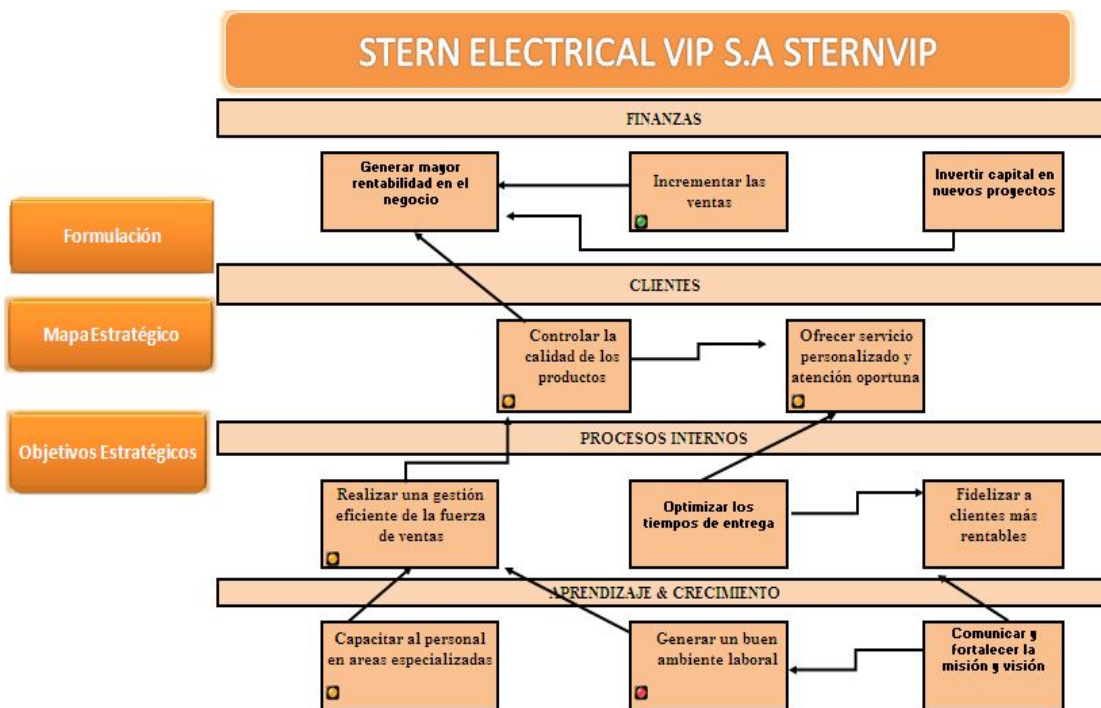 STERN ELECTRICAL VIP S.A STERNVIP
FINANZAS
Generar mayor
rentabilidad en el
negocio
Incrementar las
ventas
Invertir capital en
nuevos proyectos
Formulación
CLIENTES
Mapa Estratégico
Controlar la
calidad de los
productos
Ofrecer servicio
personalizado y
atención oportuna
Objetivos Estratégicos
PROCESOS INTERNOS
Realizar una gestión
eficiente de la fuerza
de ventas
Optimizar los
tiempos de entrega
Fidelizar a
clientes más
rentables
APRENDIZAJE & CRECIMIENTO
Capacitar al personal
en areas especializadas
Generar un buen
ambiente laboral
Comunicar y
fortalecer la
misión y visión